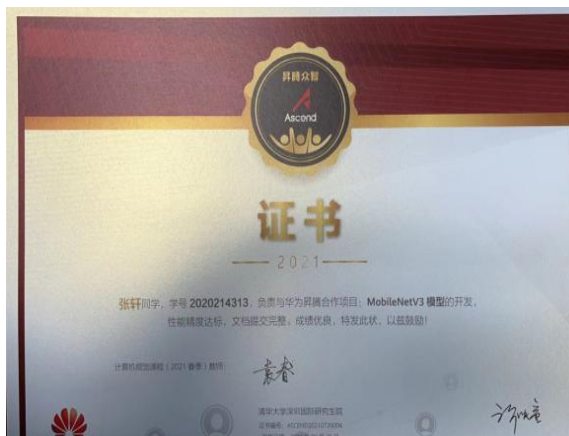 昇腾众智
Ascend
证书
2021
张轩同学，学号 2020214313，负责与华为昇腾合作项目：MobileNetV3 模型的开发，
性能精度达标，文档提交完整，成绩优良，特发此状，以兹鼓励！
计算机视觉课程（2021 春季）教师：
袁春
清华大学深圳国际研究生院